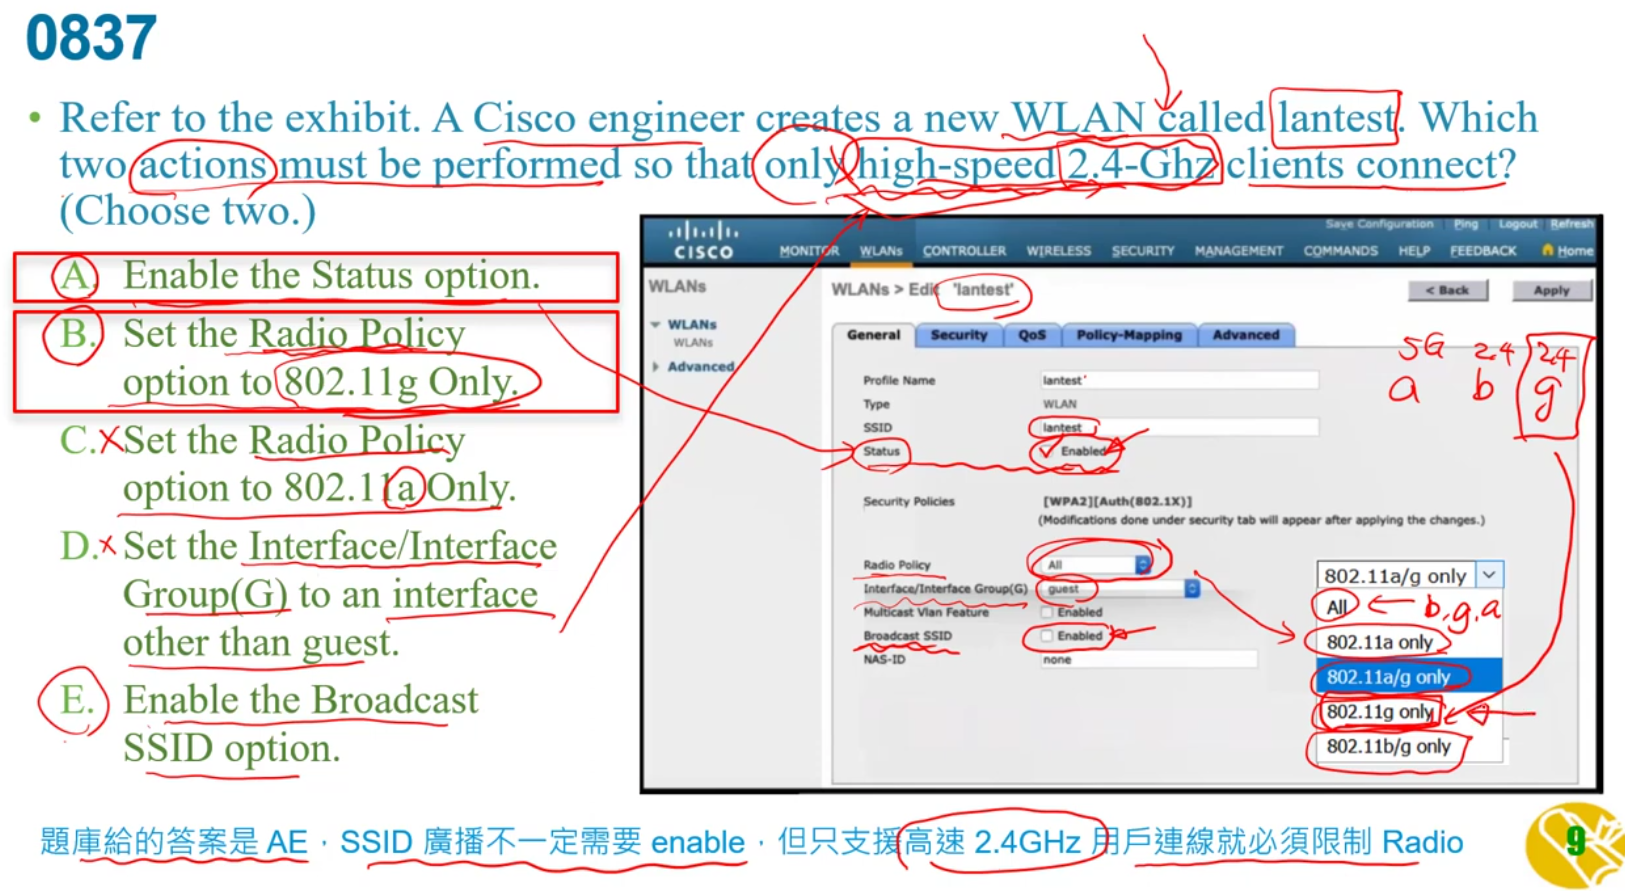 0837
• Refer to the exhibit. A Cisco engineer creates a new WLAN called lantest. Which
two actions must be performed so that only high-speed 2.4-Ghz clients connect?
(Choose two.)
A. Enable the Status option.
B. Set the Radio Policy
option to 802.11g Only.
C. Set the Radio Policy
option to 802.11a Only.
D. Set the Interface/Interface
Group(G) to an interface
other than guest.
E. Enable the Broadcast
SSID option.
Save Configuration Ping Logout Refresh
CISCO MONITOR WLANs CONTROLLER WIRELESS SECURITY MANAGEMENT COMMANDS HELP FEEDBACK Home
WLANs
WLANs
WLANs
Advanced
WLANs > Edit 'lantest'
< Back Apply
General Security QoS Policy-Mapping Advanced
5G 2.4 2.4
a b g
Profile Name lantest
Type WLAN
SSID lantest
Status Enabled
Security Policies [WPA2][Auth(802.1X)]
(Modifications done under security tab will appear after applying the changes.)
Radio Policy All
Interface/Interface Group(G) guest
Multicast Vlan Feature Enabled
Broadcast SSID Enabled
NAS-ID none
802.11a/g only
All b,g,a
802.11a only
802.11a/g only
802.11g only
802.11b/g only
題庫給的答案是 AE，SSID 廣播不一定需要 enable，但只支援高速 2.4GHz 用戶連線就必須限制 Radio
9